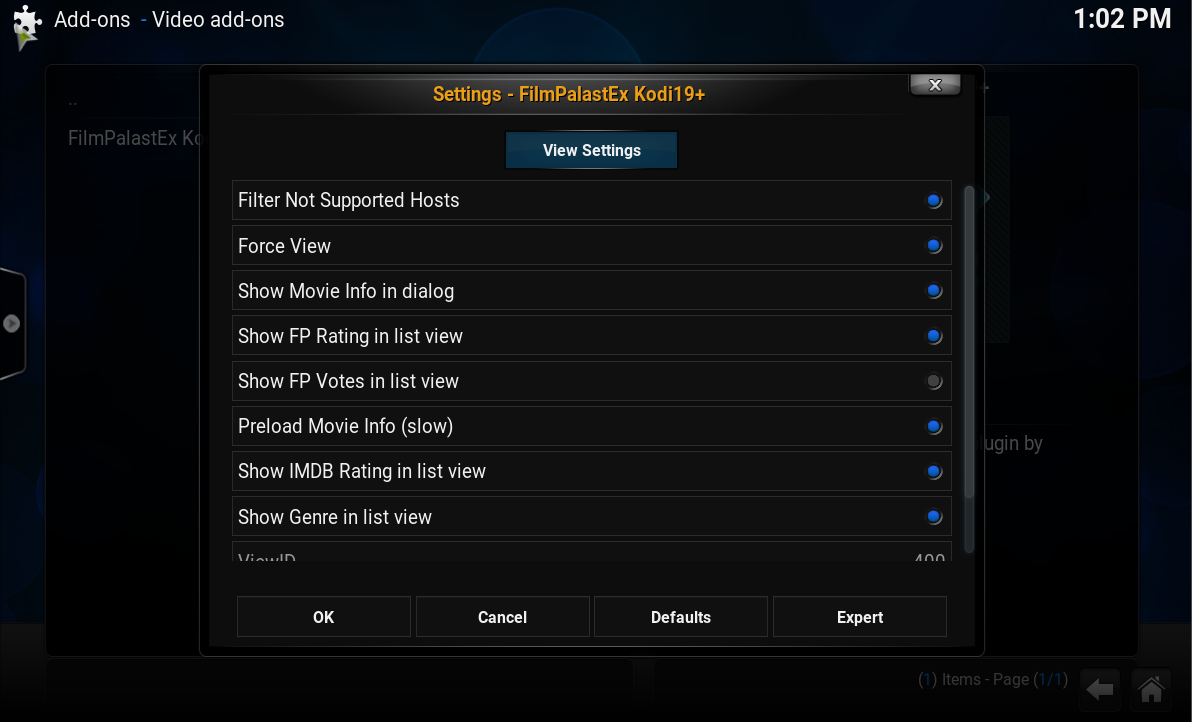 Add-ons - Video add-ons
1:02 PM
Settings - FilmPalastEx Kodi19+
..
FilmPalastEx Ko
View Settings
Filter Not Supported Hosts
Force View
Show Movie Info in dialog
Show FP Rating in list view
Show FP Votes in list view
Preload Movie Info (slow)
ugin by
Show IMDB Rating in list view
Show Genre in list view
ViewID 400
OK Cancel Defaults Expert
(1) Items - Page (1/1)